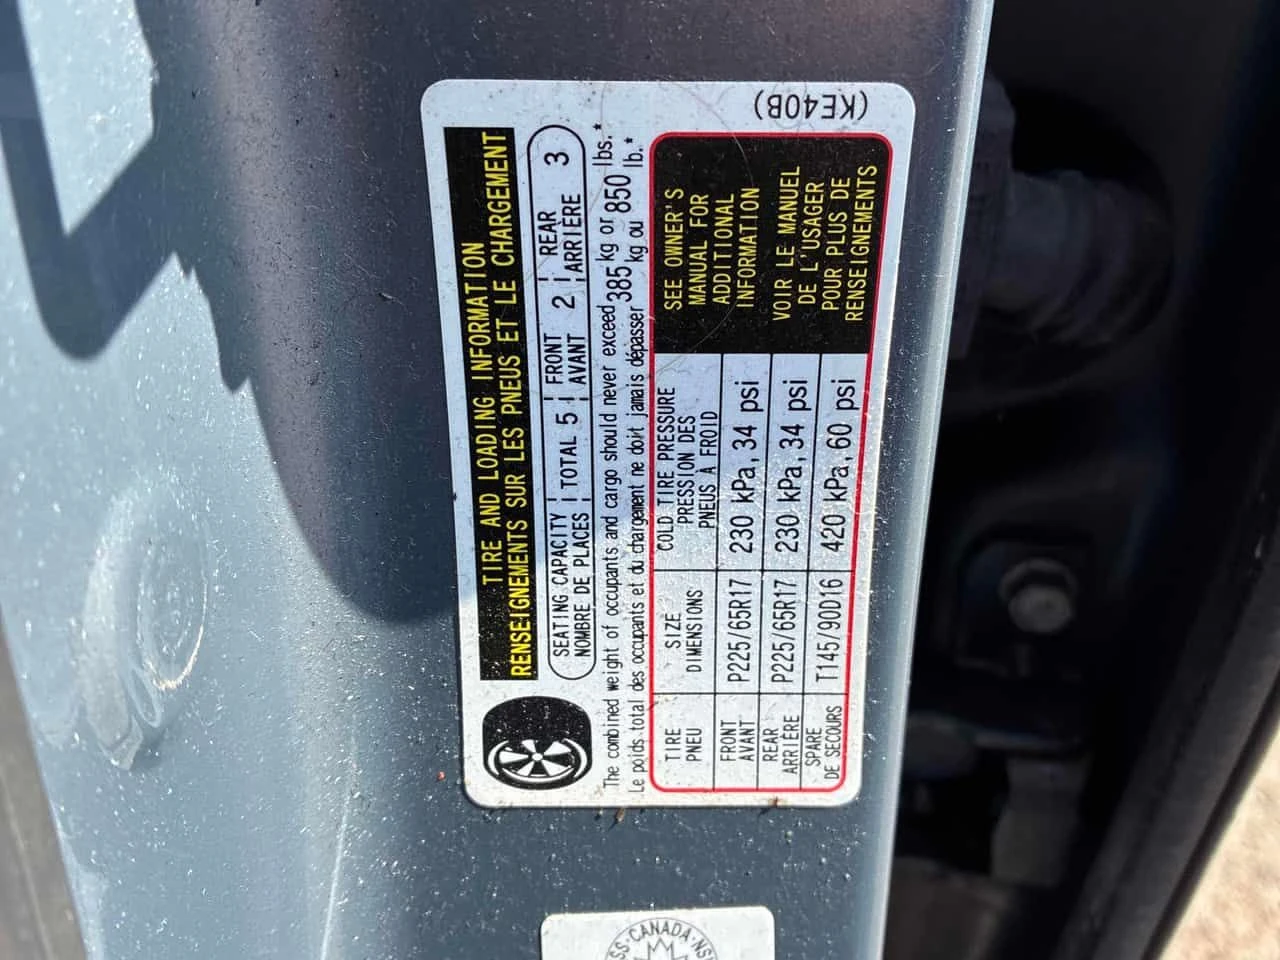 (KE40B)
TIRE AND LOADING INFORMATION
RENSEIGNEMENTS SUR LES PNEUS ET LE CHARGEMENT
SEATING CAPACITY TOTAL 5 FRONT 2 REAR 3
NOMBRE DE PLACES AVANT ARRIÈRE
The combined weight of occupants and cargo should never exceed 385 kg or 850 lbs.*
Le poids total des occupants et du chargement ne doit jamais dépasser kg ou lb.*
TIRE SIZE COLD TIRE PRESSURE
PNEU DIMENSIONS PRESSION DES
PNEUS À FROID
FRONT
AVANT P225/65R17 230 kPa, 34 psi
REAR
ARRIERE P225/65R17 230 kPa, 34 psi
SPARE
DE SECOURS T145/90D16 420 kPa, 60 psi
SEE OWNER'S
MANUAL FOR
ADDITIONAL
INFORMATION
VOIR LE MANUEL
DE L'USAGER
POUR PLUS DE
RENSEIGNEMENTS
CANADA